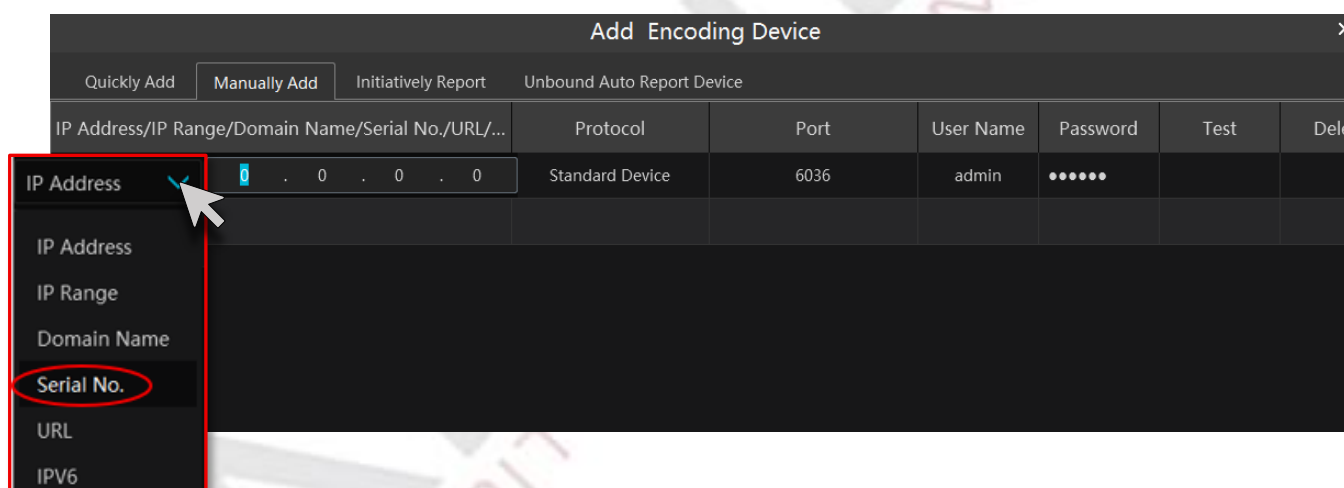 Add Encoding Device
Quickly Add Manually Add Initiatively Report Unbound Auto Report Device
IP Address/IP Range/Domain Name/Serial No./URL/... Protocol Port User Name Password Test
IP Address 0 . 0 . 0 . 0 Standard Device 6036 admin ●●●●●●
IP Address
IP Range
Domain Name
Serial No.
URL
IPV6